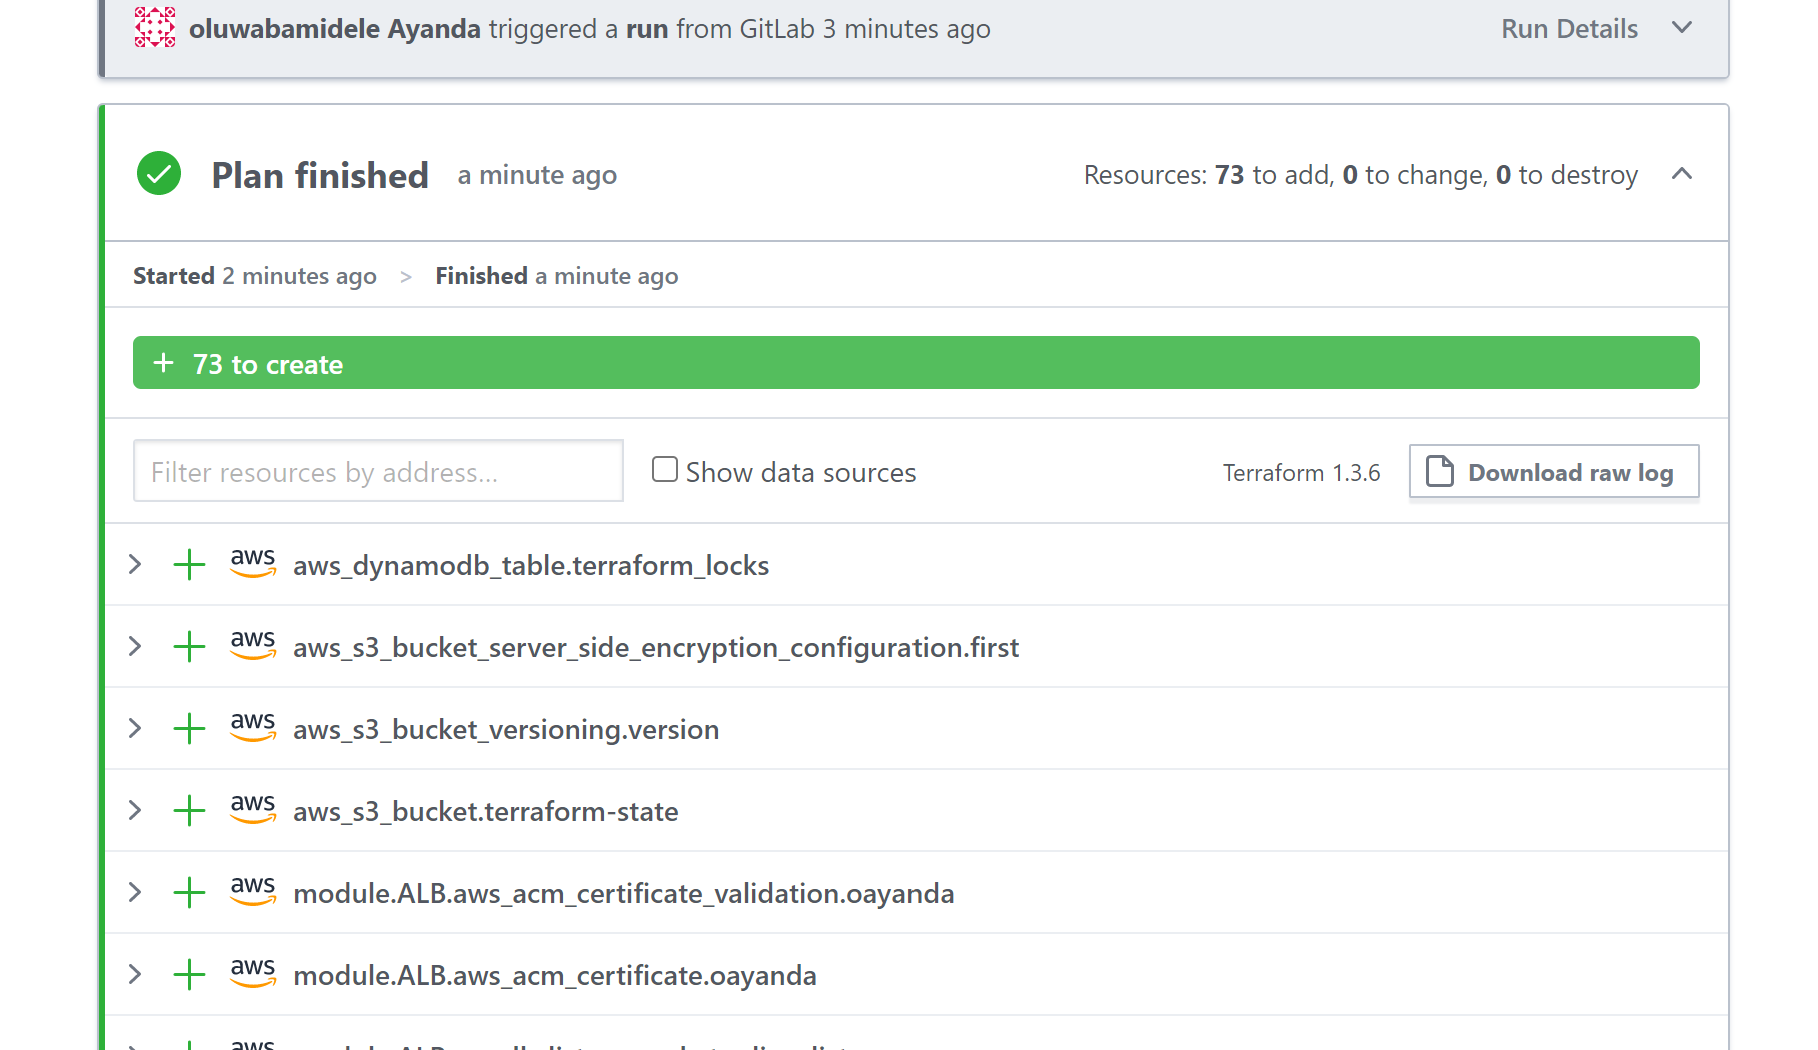 oluwabamidele Ayanda triggered a run from GitLab 3 minutes ago Run Details
Plan finished a minute ago Resources: 73 to add, 0 to change, 0 to destroy
Started 2 minutes ago > Finished a minute ago
+ 73 to create
Filter resources by address... Show data sources Terraform 1.3.6 Download raw log
aws aws_dynamodb_table.terraform_locks
aws aws_s3_bucket_server_side_encryption_configuration.first
aws aws_s3_bucket_versioning.version
aws aws_s3_bucket.terraform-state
aws module.ALB.aws_acm_certificate_validation.oayanda
aws module.ALB.aws_acm_certificate.oayanda
aws